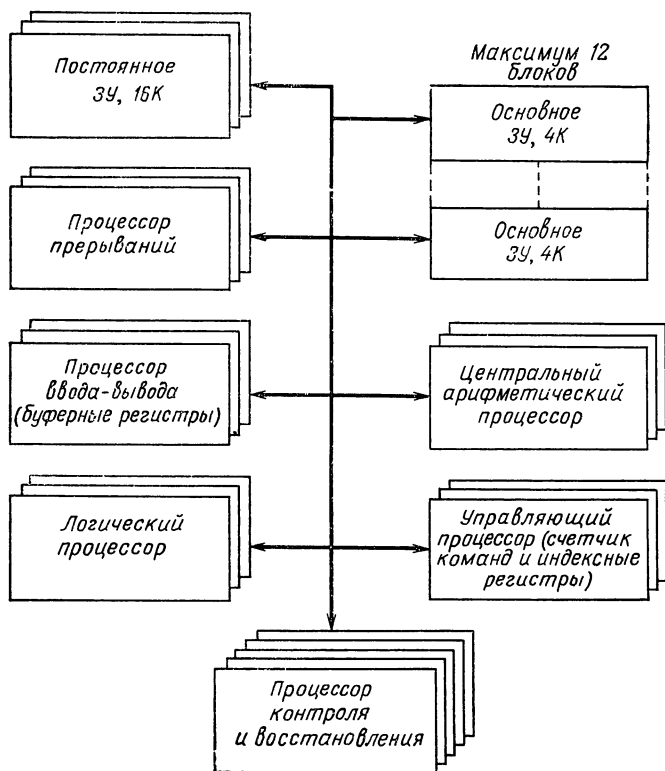 Постоянное
ЗУ, 16К
Максимум 12
блоков
Основное
ЗУ, 4К
Процессор
прерываний
Основное
ЗУ, 4К
Процессор
ввода-вывода
(буферные регистры)
Центральный
арифметический
процессор
Логический
процессор
Управляющий
процессор (счетчик
команд и индексные
регистры)
Процессор
контроля
и восстановления